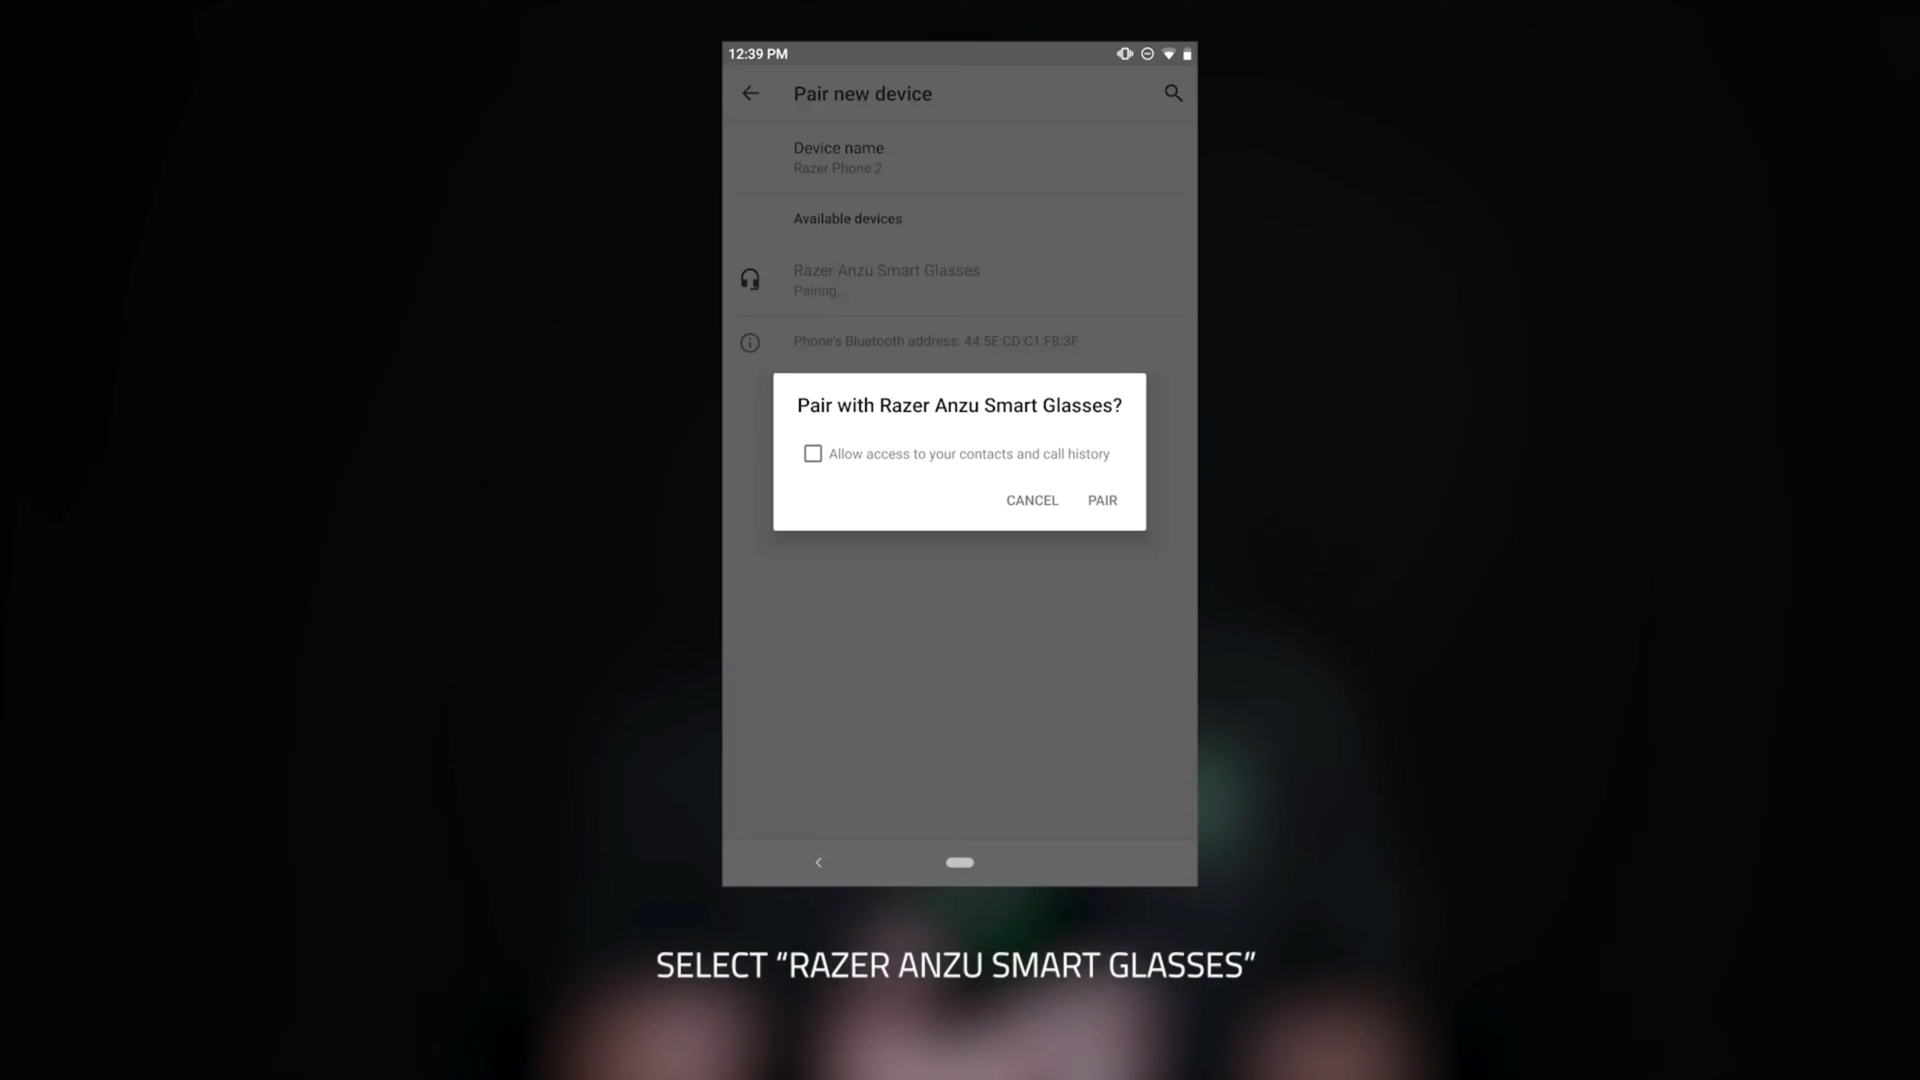 12:39 PM
Pair new device
Device name
Razer Phone 2
Available devices
Razer Anzu Smart Glasses
Pairing...
Phone's Bluetooth address: 44:5E:CD:C1:F8:3F
Pair with Razer Anzu Smart Glasses?
Allow access to your contacts and call history
CANCEL PAIR
SELECT “RAZER ANZU SMART GLASSES”